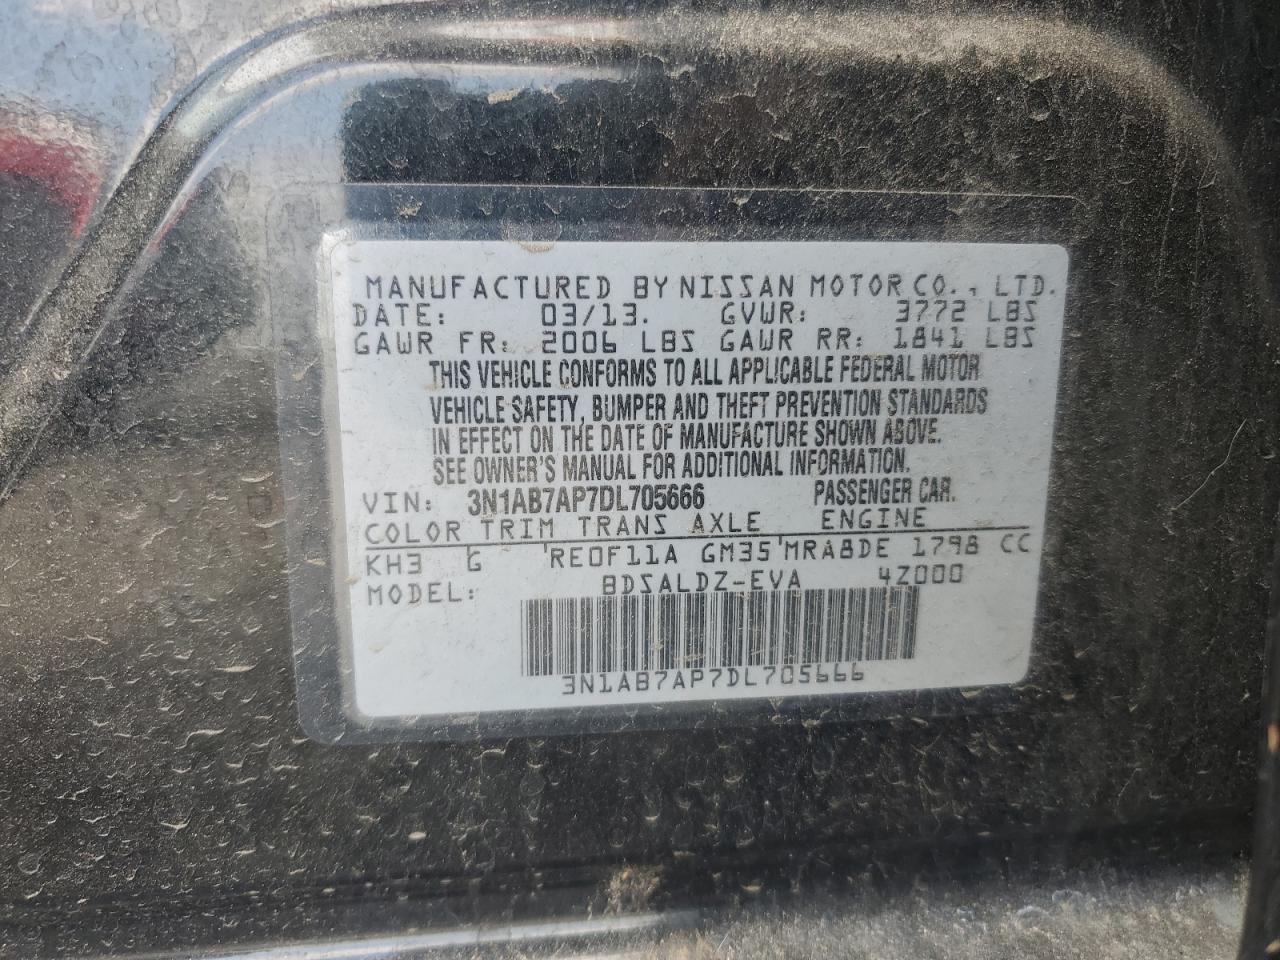 MANUFACTURED BY NISSAN MOTOR CO., LTD.
DATE: 03/13. GVWR: 3772 LBS
GAWR FR: 2006 LBS GAWR RR: 1841 LBS
THIS VEHICLE CONFORMS TO ALL APPLICABLE FEDERAL MOTOR
VEHICLE SAFETY, BUMPER AND THEFT PREVENTION STANDARDS
IN EFFECT ON THE DATE OF MANUFACTURE SHOWN ABOVE.
SEE OWNER'S MANUAL FOR ADDITIONAL INFORMATION.
VIN: 3N1AB7AP7DL705666 PASSENGER CAR.
COLOR TRIM TRANS AXLE ENGINE
KH3 G 'RE0F11A GM35'MRA8DE 1798 CC
MODEL: BDSALDZ-EVA 4Z000
3N1AB7AP7DL705666